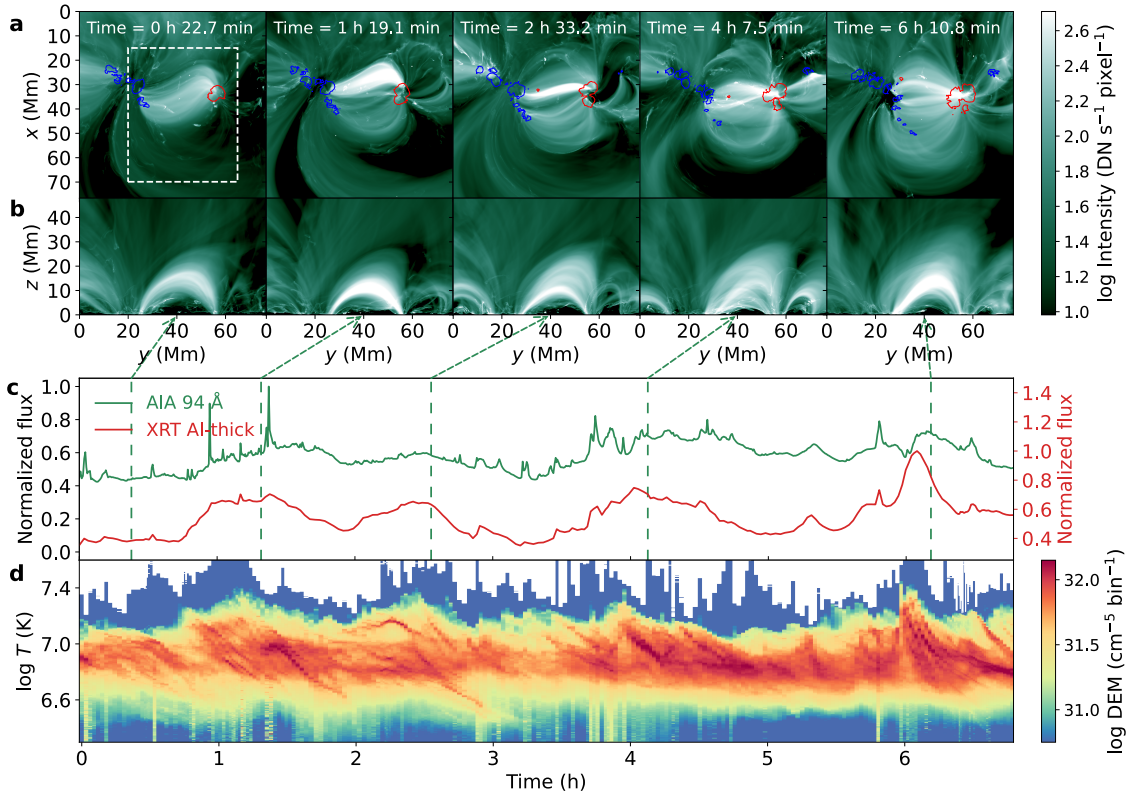 a
Time = 0 h 22.7 min
Time = 1 h 19.1 min
Time = 2 h 33.2 min
Time = 4 h 7.5 min
Time = 6 h 10.8 min
0
10
20
30
40
50
60
70
x (Mm)
b
40
30
20
10
0
z (Mm)
0 20 40 60
0 20 40 60
0 20 40 60
0 20 40 60
0 20 40 60
y (Mm)
y (Mm)
y (Mm)
y (Mm)
y (Mm)
2.6
2.4
2.2
2.0
1.8
1.6
1.4
1.2
1.0
log Intensity (DN s⁻¹ pixel⁻¹)
c
AIA 94 Å
XRT Al-thick
1.0
0.8
0.6
0.4
0.2
0.0
Normalized flux
1.4
1.2
1.0
0.8
0.6
0.4
Normalized flux
d
7.4
7.0
6.6
log T (K)
0 1 2 3 4 5 6
Time (h)
32.0
31.5
31.0
log DEM (cm⁻⁵ bin⁻¹)